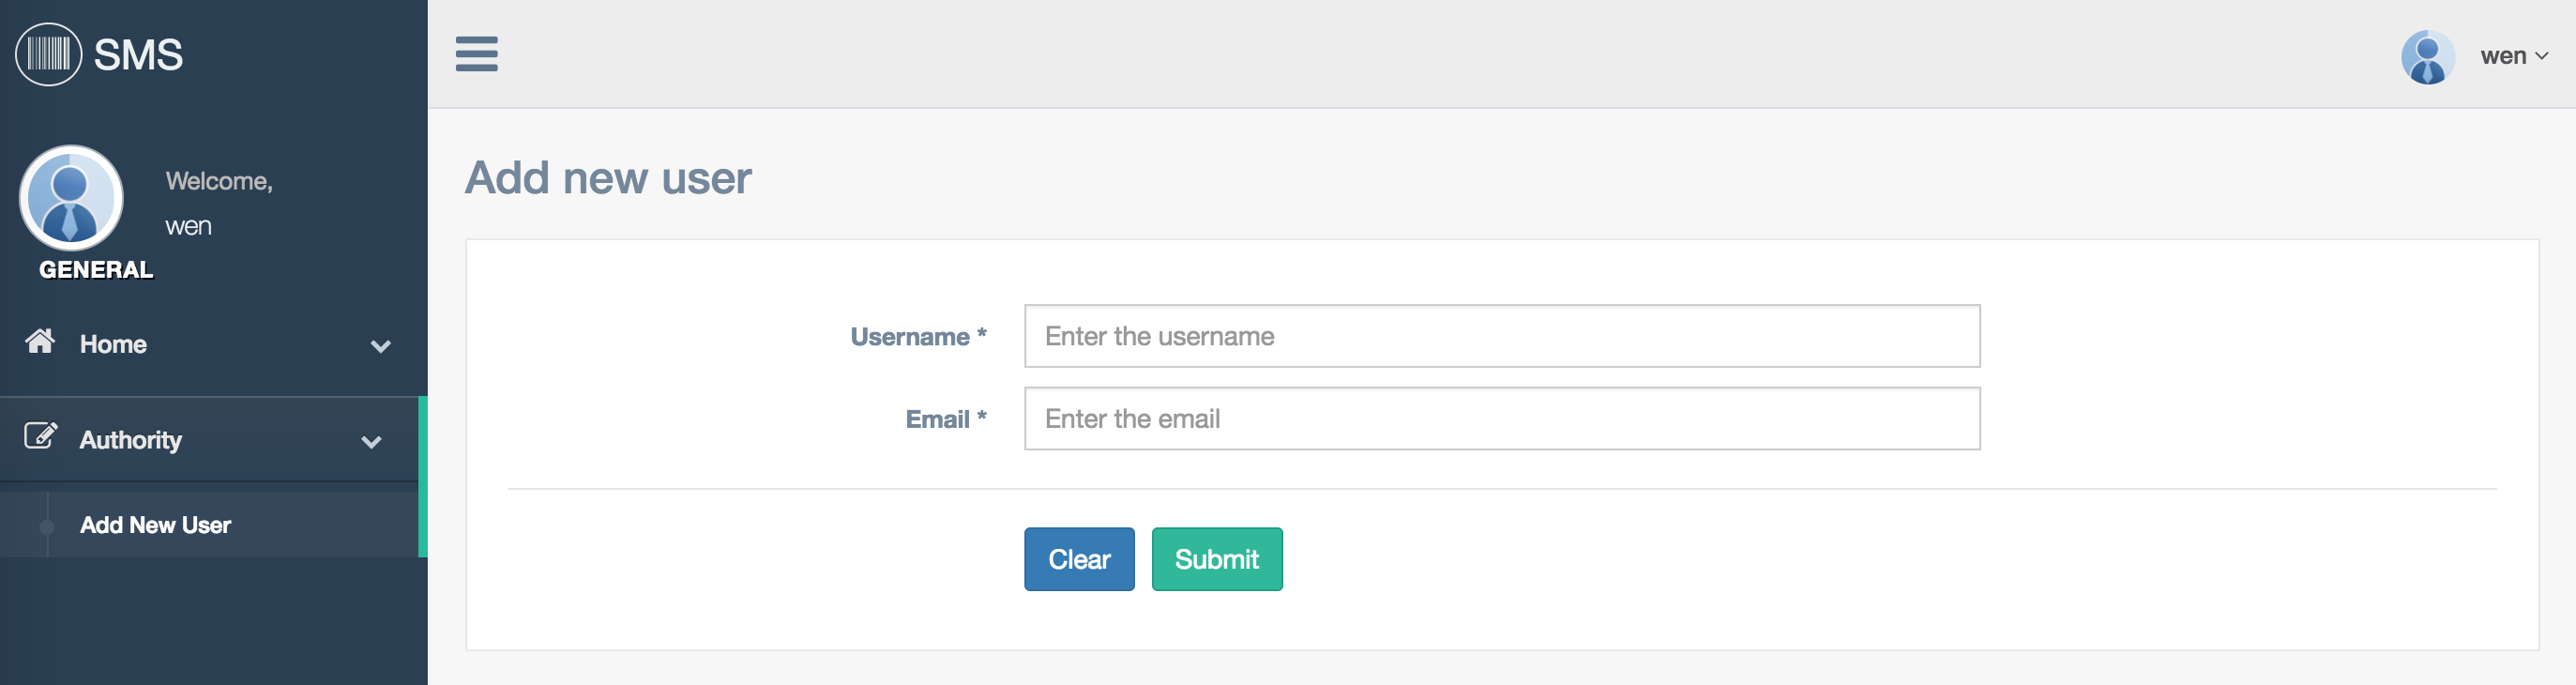 SMS
wen
Welcome,
wen
GENERAL
Home
Authority
Add New User
Add new user
Username *
Enter the username
Email *
Enter the email
Clear
Submit